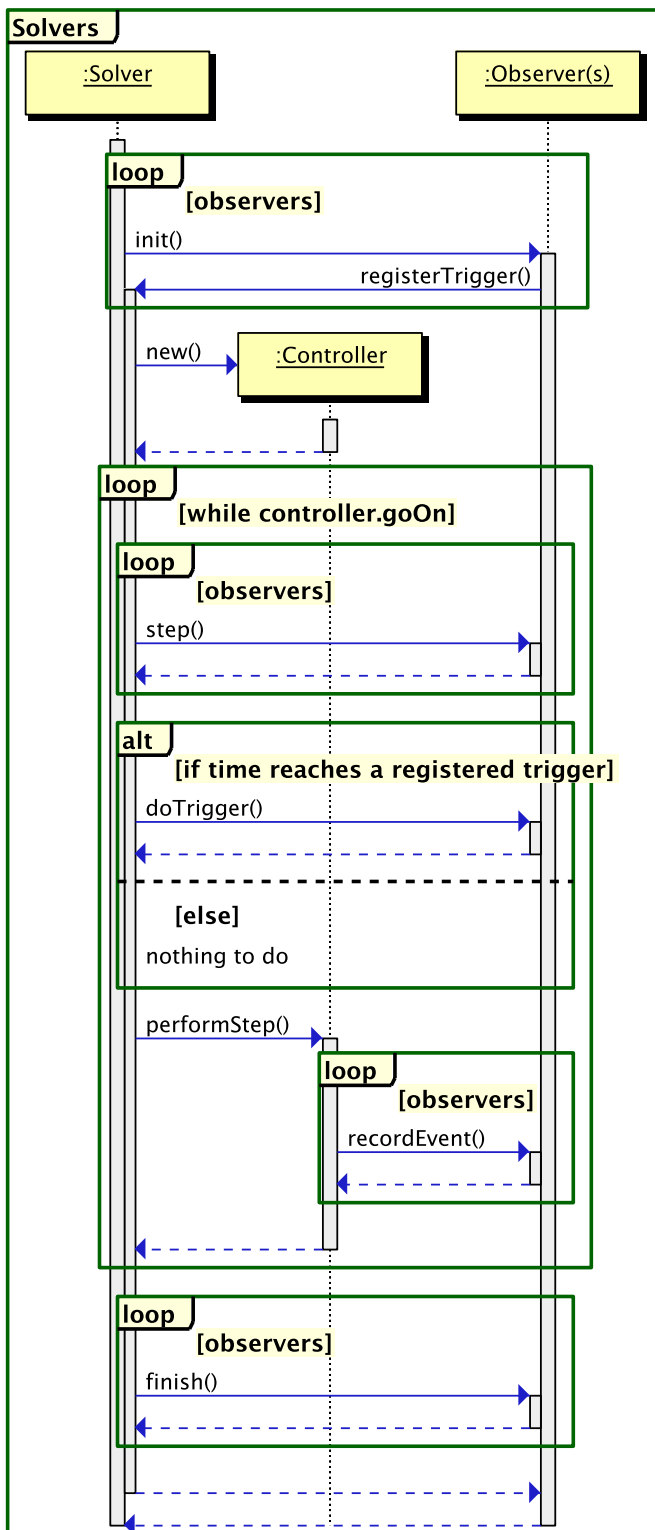 Solvers
:Solver
:Observer(s)
loop
[observers]
init()
registerTrigger()
new()
:Controller
loop
[while controller.goOn]
loop
[observers]
step()
alt
[if time reaches a registered trigger]
doTrigger()
[else]
nothing to do
performStep()
loop
[observers]
recordEvent()
loop
[observers]
finish()